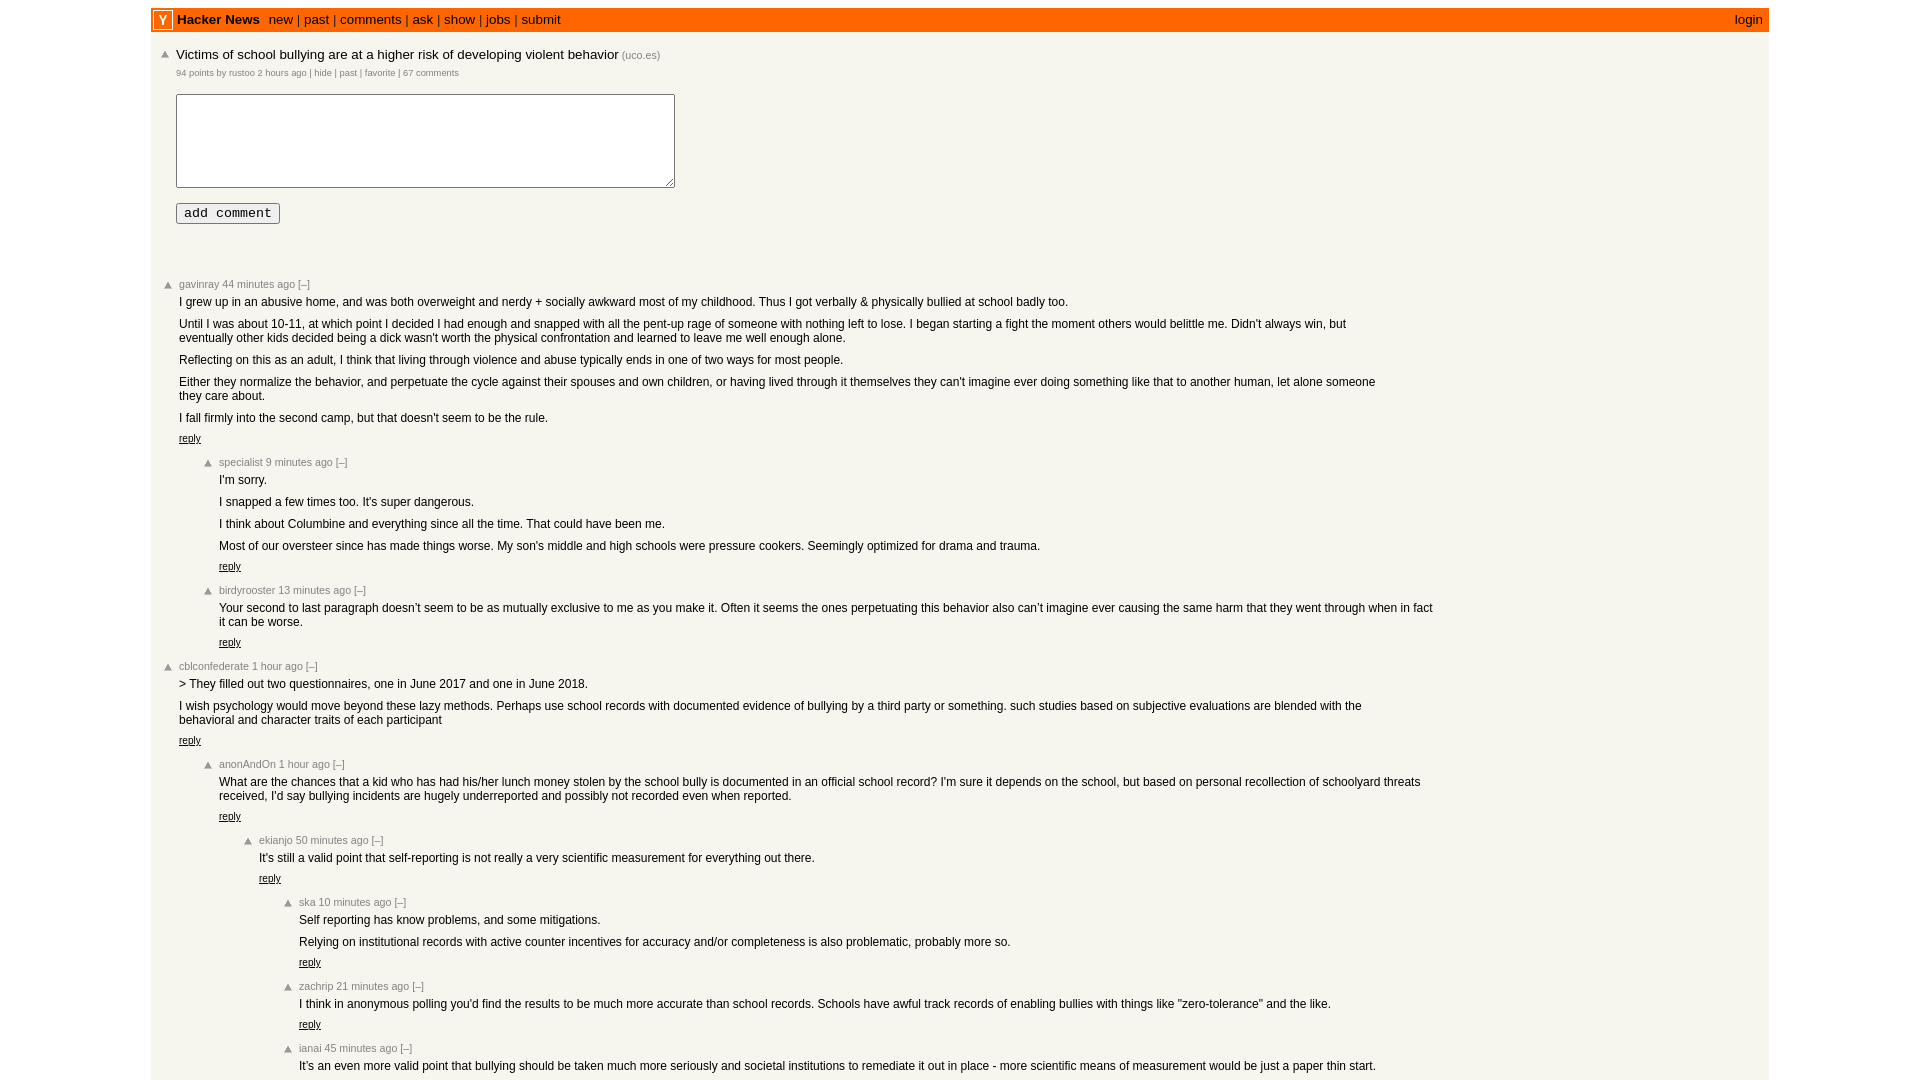 Y Hacker News new | past | comments | ask | show | jobs | submit login
Victims of school bullying are at a higher risk of developing violent behavior (uco.es)
94 points by rustoo 2 hours ago | hide | past | favorite | 67 comments
add comment
gavinray 44 minutes ago [–]
I grew up in an abusive home, and was both overweight and nerdy + socially awkward most of my childhood. Thus I got verbally & physically bullied at school badly too.
Until I was about 10-11, at which point I decided I had enough and snapped with all the pent-up rage of someone with nothing left to lose. I began starting a fight the moment others would belittle me. Didn't always win, but
eventually other kids decided being a dick wasn't worth the physical confrontation and learned to leave me well enough alone.
Reflecting on this as an adult, I think that living through violence and abuse typically ends in one of two ways for most people.
Either they normalize the behavior, and perpetuate the cycle against their spouses and own children, or having lived through it themselves they can't imagine ever doing something like that to another human, let alone someone
they care about.
I fall firmly into the second camp, but that doesn't seem to be the rule.
reply
specialist 9 minutes ago [–]
I'm sorry.
I snapped a few times too. It's super dangerous.
I think about Columbine and everything since all the time. That could have been me.
Most of our oversteer since has made things worse. My son's middle and high schools were pressure cookers. Seemingly optimized for drama and trauma.
reply
birdyrooster 13 minutes ago [–]
Your second to last paragraph doesn’t seem to be as mutually exclusive to me as you make it. Often it seems the ones perpetuating this behavior also can’t imagine ever causing the same harm that they went through when in fact
it can be worse.
reply
cblconfederate 1 hour ago [–]
> They filled out two questionnaires, one in June 2017 and one in June 2018.
I wish psychology would move beyond these lazy methods. Perhaps use school records with documented evidence of bullying by a third party or something. such studies based on subjective evaluations are blended with the
behavioral and character traits of each participant
reply
anonAndOn 1 hour ago [–]
What are the chances that a kid who has had his/her lunch money stolen by the school bully is documented in an official school record? I'm sure it depends on the school, but based on personal recollection of schoolyard threats
received, I'd say bullying incidents are hugely underreported and possibly not recorded even when reported.
reply
ekianjo 50 minutes ago [–]
It's still a valid point that self-reporting is not really a very scientific measurement for everything out there.
reply
ska 10 minutes ago [–]
Self reporting has know problems, and some mitigations.
Relying on institutional records with active counter incentives for accuracy and/or completeness is also problematic, probably more so.
reply
zachrip 21 minutes ago [–]
I think in anonymous polling you'd find the results to be much more accurate than school records. Schools have awful track records of enabling bullies with things like "zero-tolerance" and the like.
reply
ianai 45 minutes ago [–]
It’s an even more valid point that bullying should be taken much more seriously and societal institutions to remediate it out in place - more scientific means of measurement would be just a paper thin start.